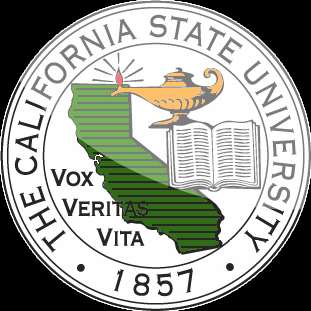 · THE CALIFORNIA STATE UNIVERSITY ·
VOX
VERITAS
VITA
· 1857 ·